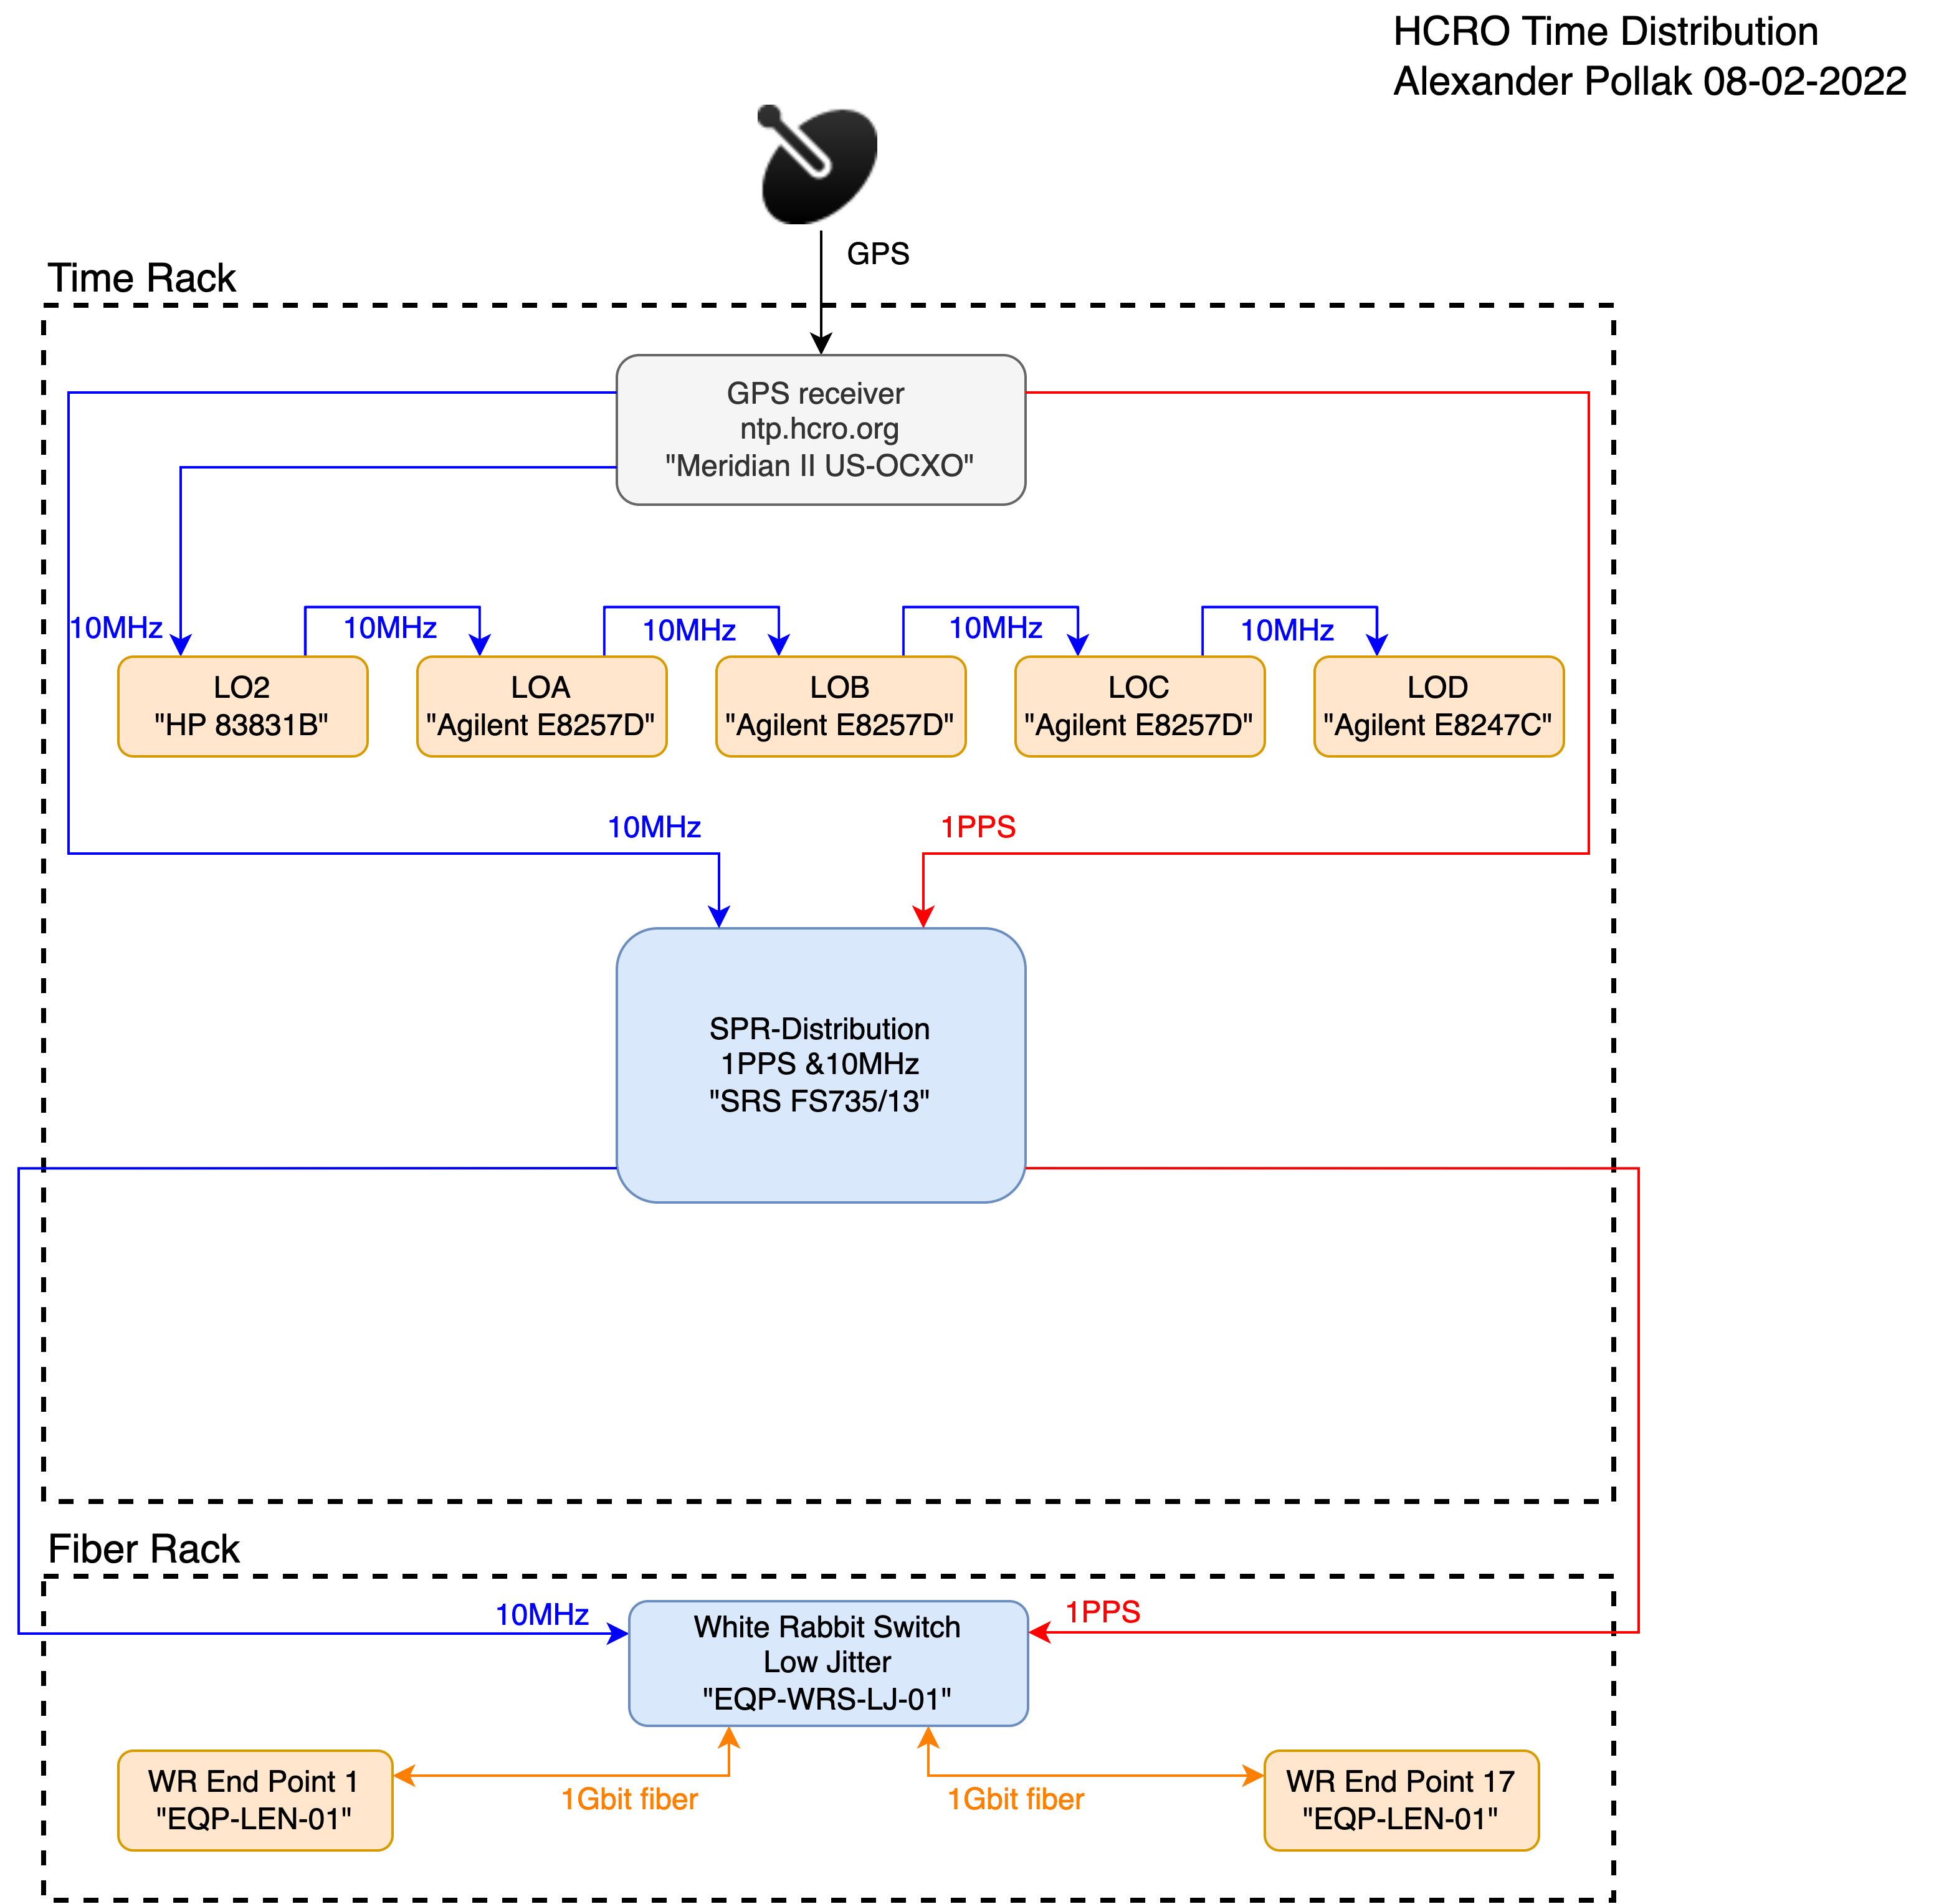 HCRO Time Distribution
Alexander Pollak 08-02-2022
GPS
Time Rack
GPS receiver
ntp.hcro.org
"Meridian II US-OCXO"
10MHz
10MHz
10MHz
10MHz
10MHz
LO2
"HP 83831B"
LOA
"Agilent E8257D"
LOB
"Agilent E8257D"
LOC
"Agilent E8257D"
LOD
"Agilent E8247C"
10MHz
1PPS
SPR-Distribution
1PPS &10MHz
"SRS FS735/13"
Fiber Rack
10MHz
1PPS
White Rabbit Switch
Low Jitter
"EQP-WRS-LJ-01"
WR End Point 1
"EQP-LEN-01"
1Gbit fiber
1Gbit fiber
WR End Point 17
"EQP-LEN-01"